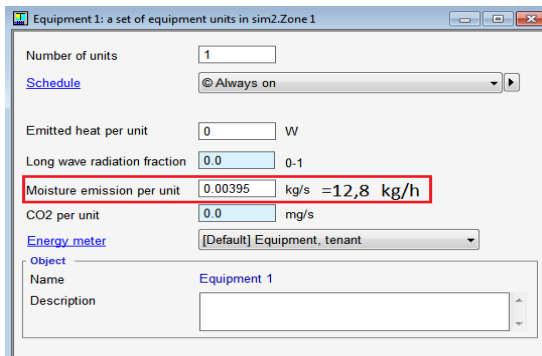 Equipment 1: a set of equipment units in sim2.Zone 1
Number of units 1
Schedule © Always on
Emitted heat per unit 0 W
Long wave radiation fraction 0.0 0-1
Moisture emission per unit 0.00395 kg/s =12,8 kg/h
CO2 per unit 0.0 mg/s
Energy meter [Default] Equipment, tenant
Object
Name Equipment 1
Description